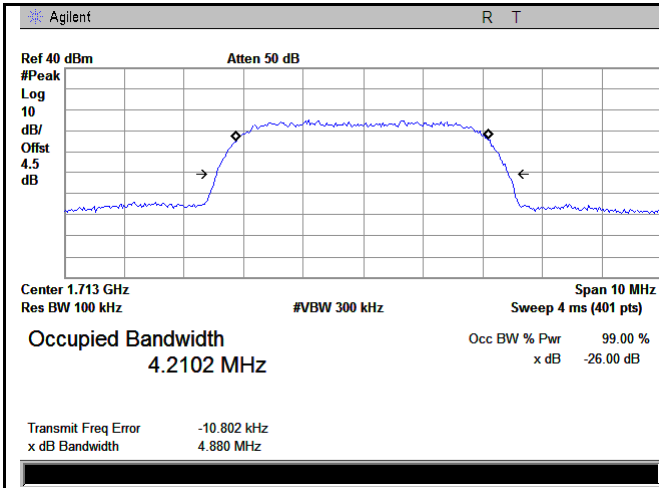 Agilent R T
Ref 40 dBm Atten 50 dB
#Peak
Log
10
dB/
Offst
4.5
dB
Center 1.713 GHz Span 10 MHz
Res BW 100 kHz #VBW 300 kHz Sweep 4 ms (401 pts)
Occupied Bandwidth Occ BW % Pwr 99.00 %
4.2102 MHz x dB -26.00 dB
Transmit Freq Error -10.802 kHz
x dB Bandwidth 4.880 MHz